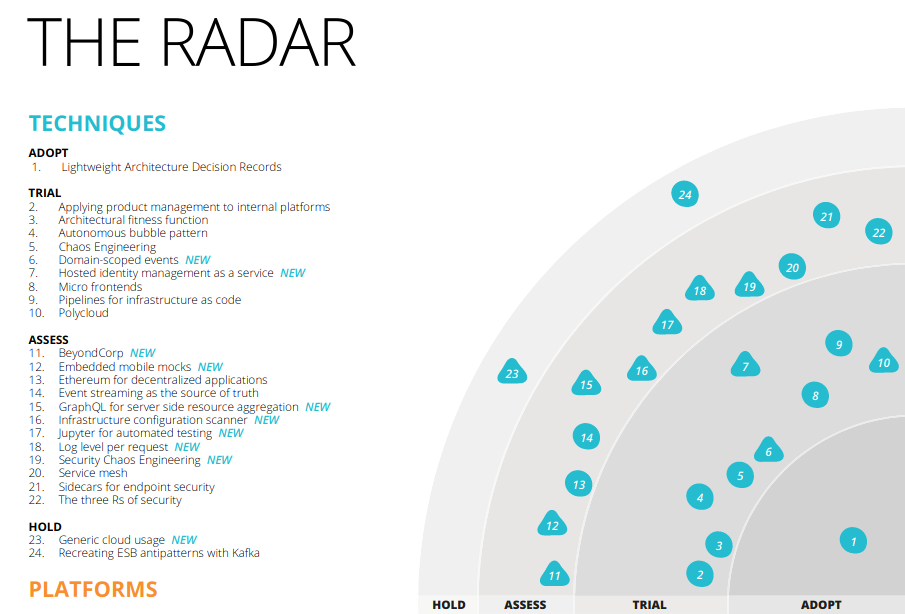 THE RADAR
TECHNIQUES
ADOPT
1. Lightweight Architecture Decision Records
TRIAL
2. Applying product management to internal platforms
3. Architectural fitness function
4. Autonomous bubble pattern
5. Chaos Engineering
6. Domain-scoped events NEW
7. Hosted identity management as a service NEW
8. Micro frontends
9. Pipelines for infrastructure as code
10. Polycloud
ASSESS
11. BeyondCorp NEW
12. Embedded mobile mocks NEW
13. Ethereum for decentralized applications
14. Event streaming as the source of truth
15. GraphQL for server side resource aggregation NEW
16. Infrastructure configuration scanner NEW
17. Jupyter for automated testing NEW
18. Log level per request NEW
19. Security Chaos Engineering NEW
20. Service mesh
21. Sidecars for endpoint security
22. The three Rs of security
HOLD
23. Generic cloud usage NEW
24. Recreating ESB antipatterns with Kafka
PLATFORMS
24
21
22
20
19
18
17
9
10
7
16
23
15
8
14
6
5
13
4
12
1
3
11
2
HOLD ASSESS TRIAL ADOPT